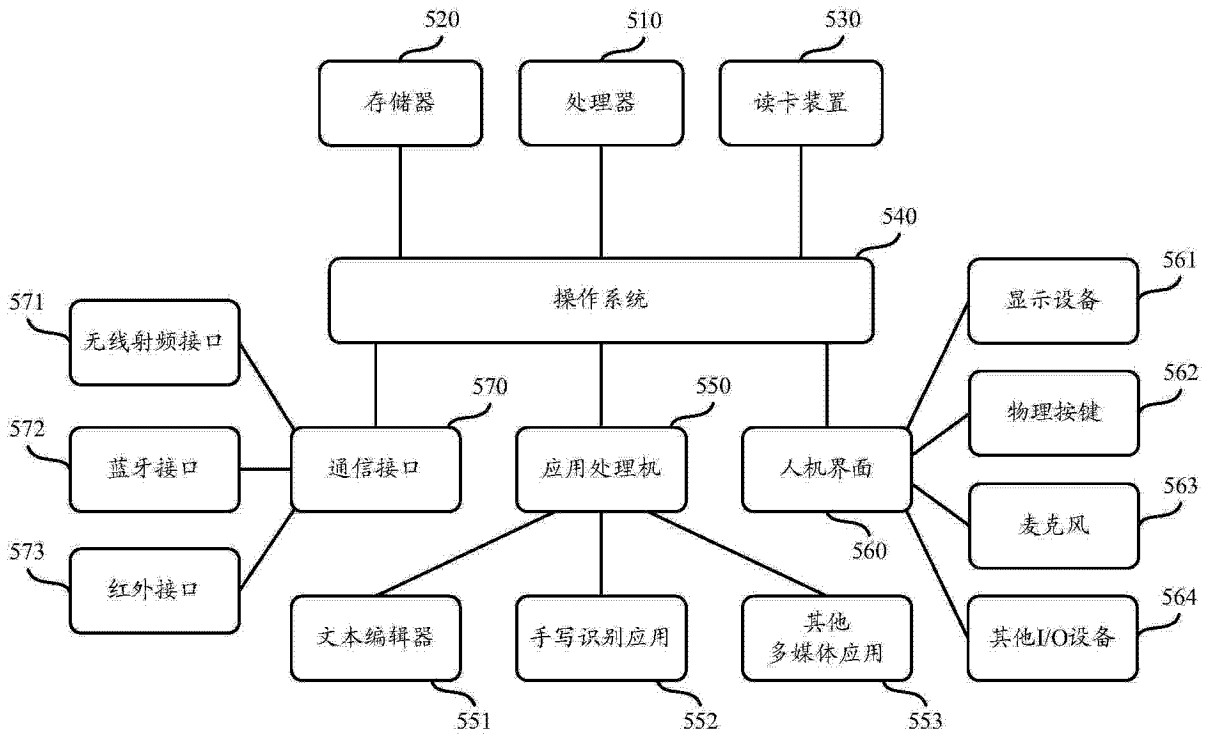 520
510
530
存储器
处理器
读卡装置
540
操作系统
561
显示设备
571
无线射频接口
562
物理按键
570
550
572
蓝牙接口
通信接口
应用处理机
人机界面
563
麦克风
560
573
红外接口
564
其他I/O设备
文本编辑器
手写识别应用
其他
多媒体应用
551
552
553